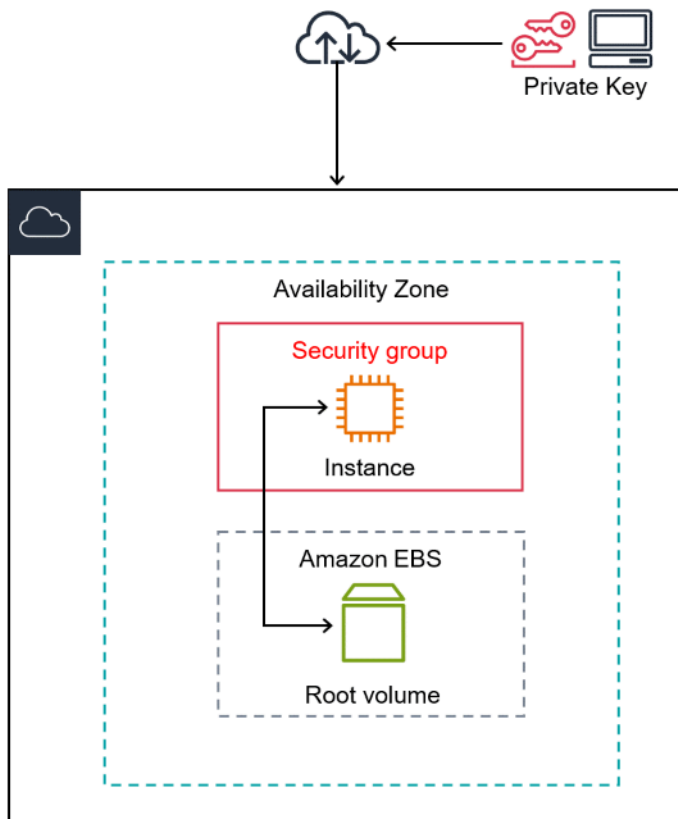 Private Key
Availability Zone
Security group
Instance
Amazon EBS
Root volume